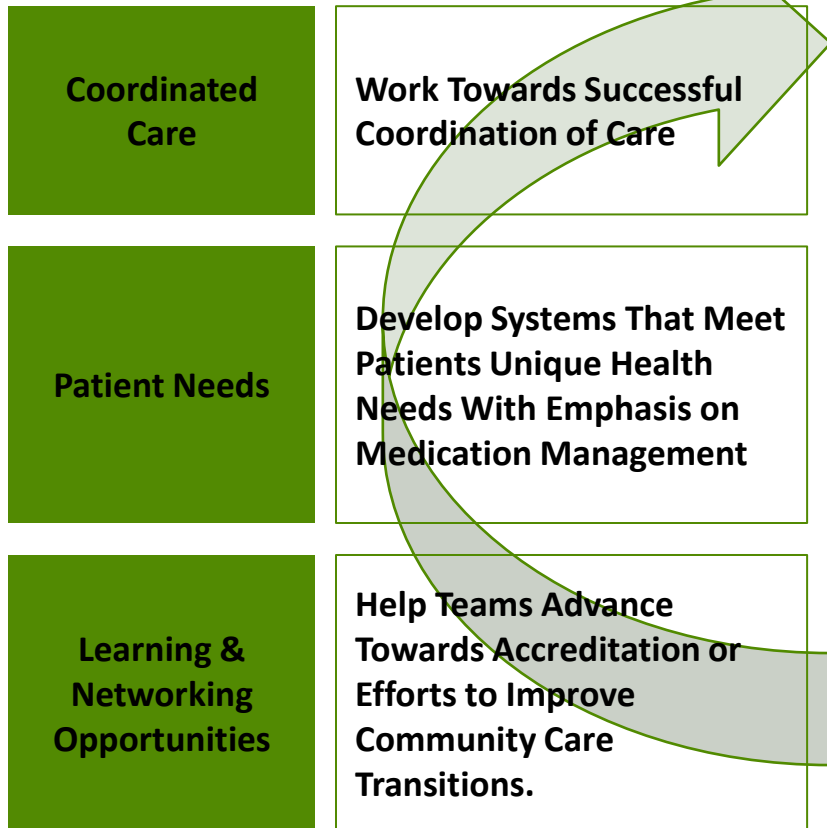 Coordinated
Care
Work Towards Successful
Coordination of Care
Patient Needs
Develop Systems That Meet
Patients Unique Health
Needs With Emphasis on
Medication Management
Learning &
Networking
Opportunities
Help Teams Advance
Towards Accreditation or
Efforts to Improve
Community Care
Transitions.